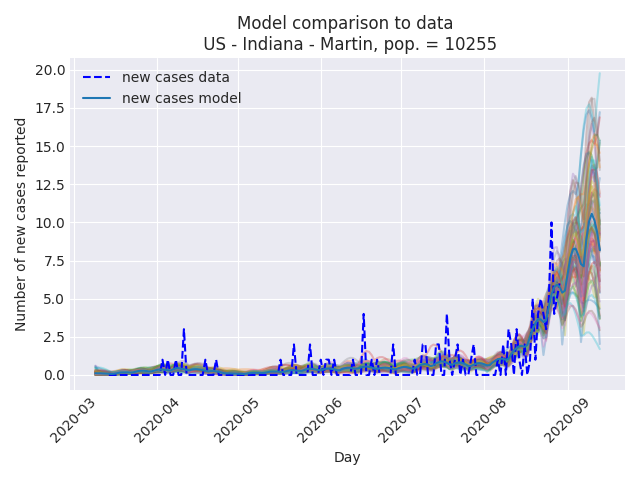 Model comparison to data
US - Indiana - Martin, pop. = 10255
new cases data
new cases model
Number of new cases reported
20.0
17.5
15.0
12.5
10.0
7.5
5.0
2.5
0.0
2020-03
2020-04
2020-05
2020-06
2020-07
2020-08
2020-09
Day